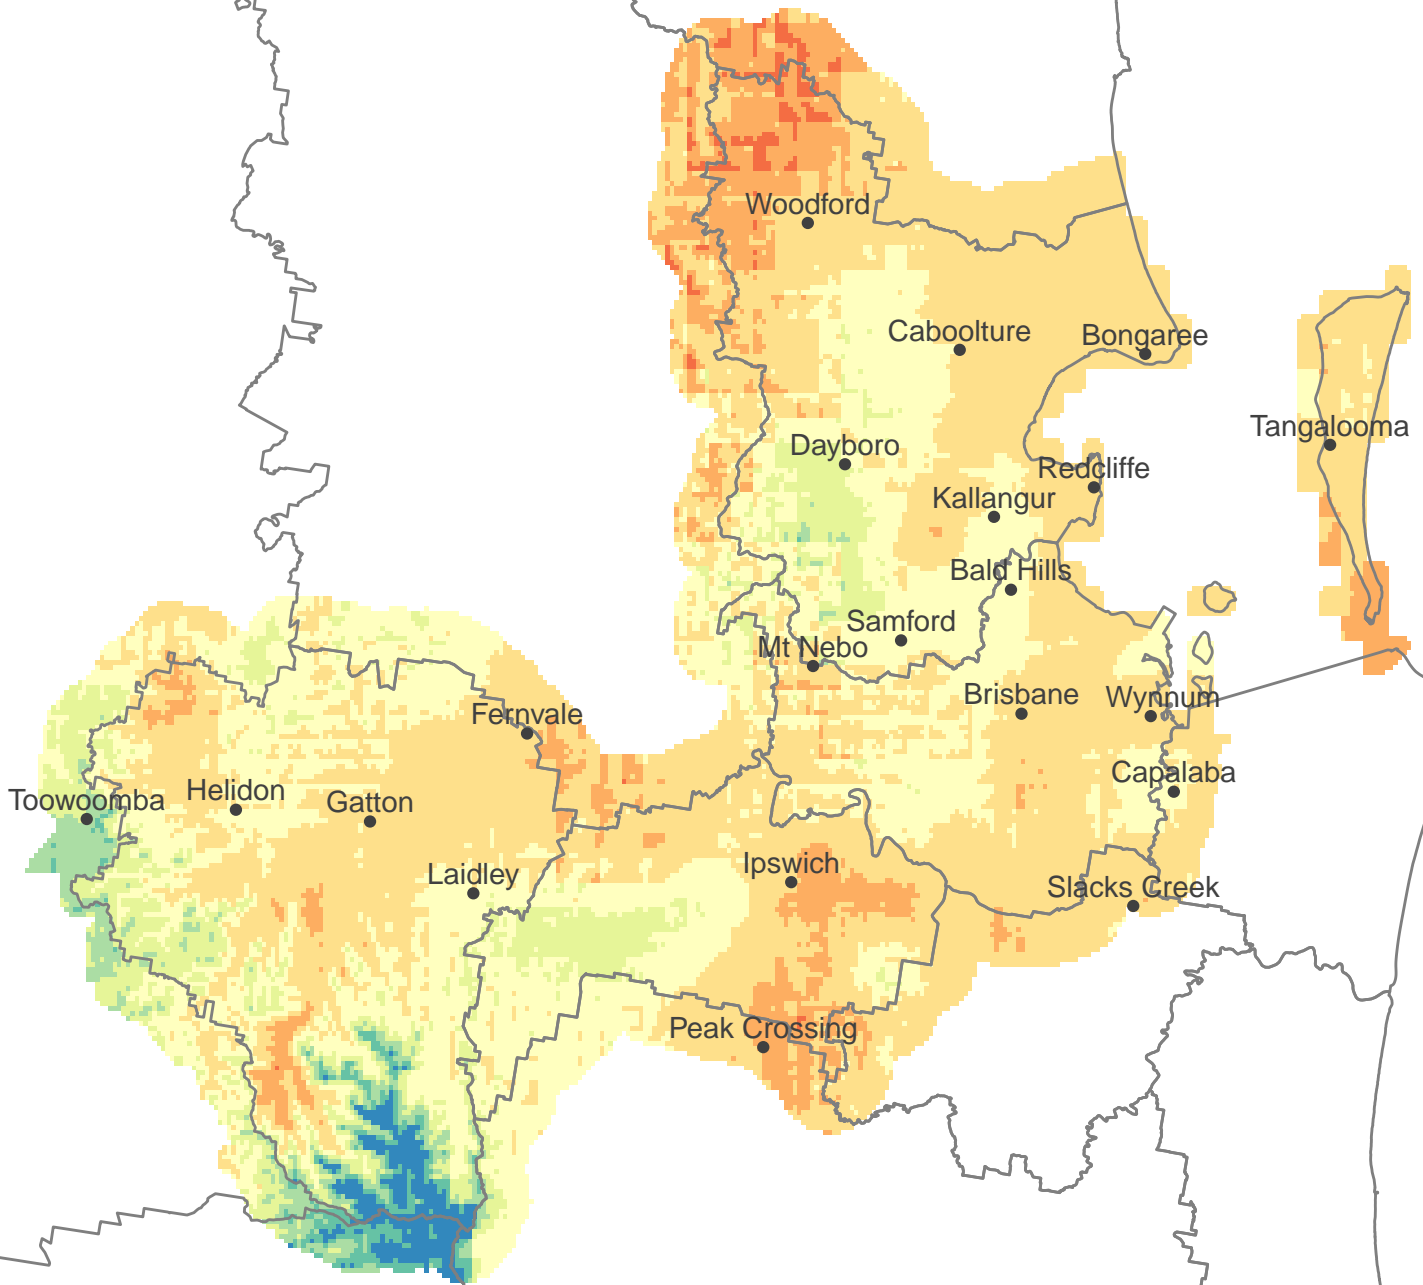 Woodford
Caboolture
Bongaree
Tangalooma
Dayboro
Redcliffe
Kallangur
Bald Hills
Samford
Mt Nebo
Brisbane
Wynnum
Fernvale
Capalaba
Toowoomba
Helidon
Gatton
Ipswich
Laidley
Slacks Creek
Peak Crossing